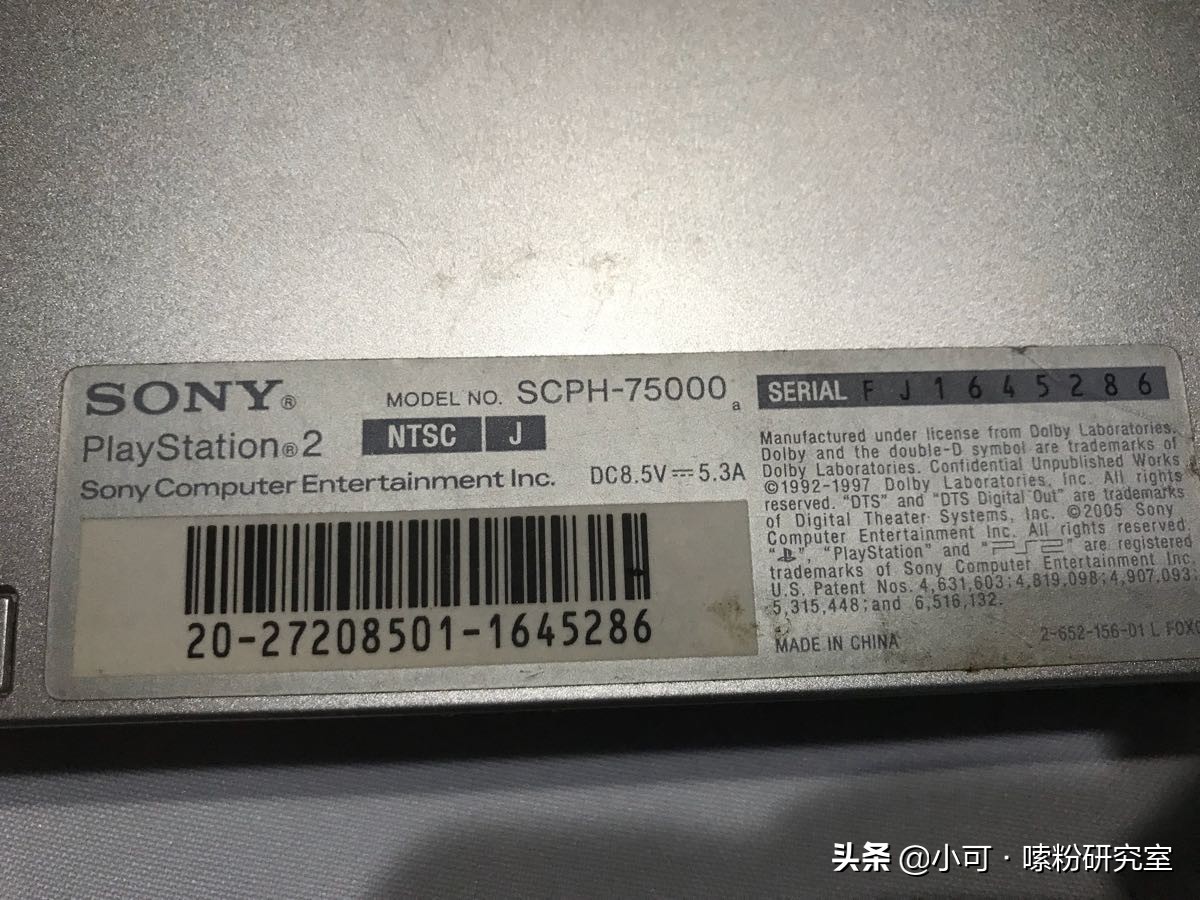 SONY®
MODEL NO. SCPH-75000 a
PlayStation®2
NTSC J
Sony Computer Entertainment Inc. DC8.5V⎓5.3A
20-27208501-1645286
SERIAL F J 1 6 4 5 2 8 6
Manufactured under license from Dolby Laboratories.
Dolby and the double-D symbol are trademarks of
Dolby Laboratories. Confidential Unpublished Works
©1992-1997 Dolby Laboratories, Inc. All rights
reserved. "DTS" and "DTS Digital Out" are trademarks
of Digital Theater Systems, Inc. ©2005 Sony
Computer Entertainment Inc. All rights reserved.
" ", "PlayStation" and "PS2" are registered
trademarks of Sony Computer Entertainment Inc.
U.S. Patent Nos. 4,631,603;4,819,098;4,907,093;
5,315,448;and 6,516,132.
MADE IN CHINA 2-652-156-01 L FOXC
头条 @小可·嗦粉研究室